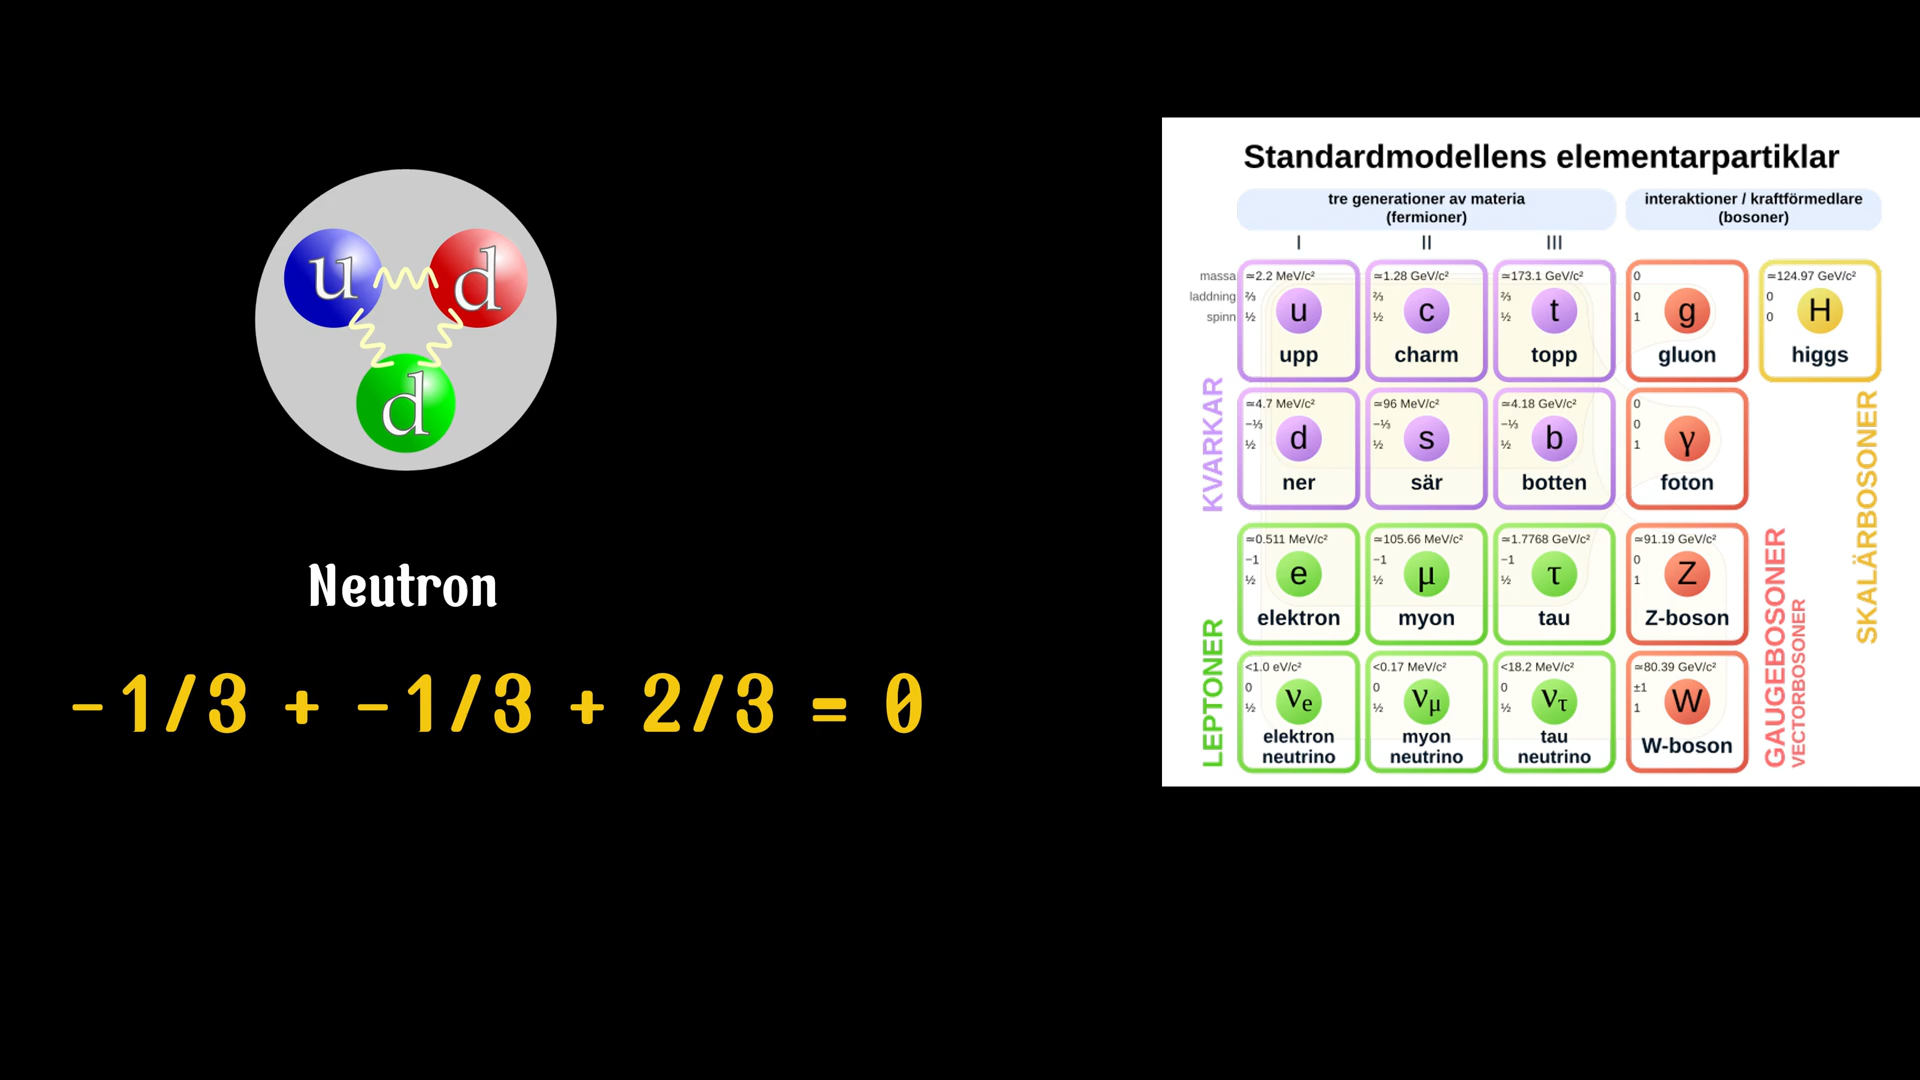 u d
d
Neutron
-1/3 + -1/3 + 2/3 = 0
Standardmodellens elementarpartiklar
tre generationer av materia
(fermioner)
interaktioner / kraftförmedlare
(bosoner)
I II III
massa
laddning
spinn
≃2.2 MeV/c²
⅔
½
u
upp
≃1.28 GeV/c²
⅔
½
c
charm
≃173.1 GeV/c²
⅔
½
t
topp
0
0
1
g
gluon
≃124.97 GeV/c²
0
0
H
higgs
KVARKAR
≃4.7 MeV/c²
−⅓
½
d
ner
≃96 MeV/c²
−⅓
½
s
sär
≃4.18 GeV/c²
−⅓
½
b
botten
0
0
1
γ
foton
SKALÄRBOSONER
LEPTONER
≃0.511 MeV/c²
−1
½
e
elektron
≃105.66 MeV/c²
−1
½
μ
myon
≃1.7768 GeV/c²
−1
½
τ
tau
≃91.19 GeV/c²
0
1
Z
Z-boson
<1.0 eV/c²
0
½
νe
elektron
neutrino
<0.17 MeV/c²
0
½
νμ
myon
neutrino
<18.2 MeV/c²
0
½
ντ
tau
neutrino
≃80.39 GeV/c²
±1
1
W
W-boson
GAUGEBOSONER
VECTORBOSONER